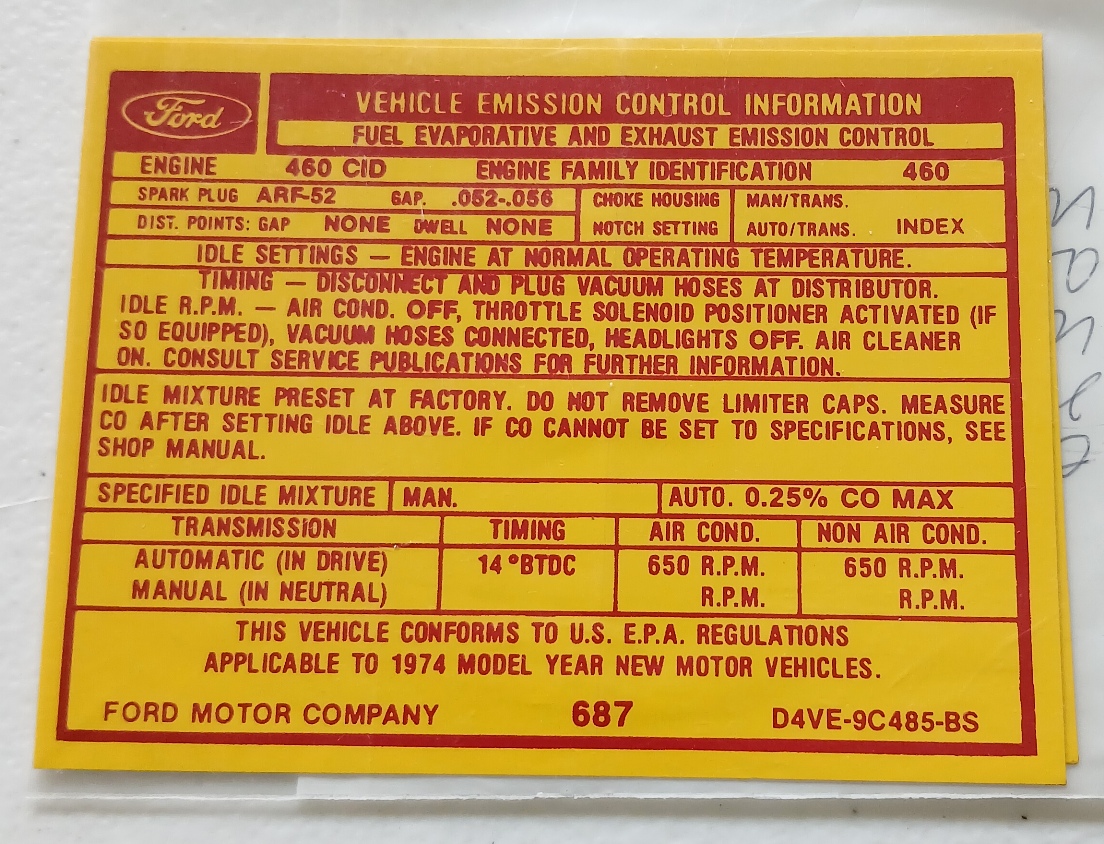 Ford
VEHICLE EMISSION CONTROL INFORMATION
FUEL EVAPORATIVE AND EXHAUST EMISSION CONTROL
ENGINE 460 CID ENGINE FAMILY IDENTIFICATION 460
SPARK PLUG ARF-52 GAP. .052-.056 CHOKE HOUSING MAN/TRANS.
DIST. POINTS: GAP NONE DWELL NONE NOTCH SETTING AUTO/TRANS. INDEX
IDLE SETTINGS — ENGINE AT NORMAL OPERATING TEMPERATURE.
TIMING — DISCONNECT AND PLUG VACUUM HOSES AT DISTRIBUTOR.
IDLE R.P.M. — AIR COND. OFF, THROTTLE SOLENOID POSITIONER ACTIVATED (IF
SO EQUIPPED), VACUUM HOSES CONNECTED, HEADLIGHTS OFF. AIR CLEANER
ON. CONSULT SERVICE PUBLICATIONS FOR FURTHER INFORMATION.
IDLE MIXTURE PRESET AT FACTORY. DO NOT REMOVE LIMITER CAPS. MEASURE
CO AFTER SETTING IDLE ABOVE. IF CO CANNOT BE SET TO SPECIFICATIONS, SEE
SHOP MANUAL.
SPECIFIED IDLE MIXTURE MAN. AUTO. 0.25% CO MAX
TRANSMISSION TIMING AIR COND. NON AIR COND.
AUTOMATIC (IN DRIVE) 14°BTDC 650 R.P.M. 650 R.P.M.
MANUAL (IN NEUTRAL) R.P.M. R.P.M.
THIS VEHICLE CONFORMS TO U.S. E.P.A. REGULATIONS
APPLICABLE TO 1974 MODEL YEAR NEW MOTOR VEHICLES.
FORD MOTOR COMPANY 687 D4VE-9C485-BS